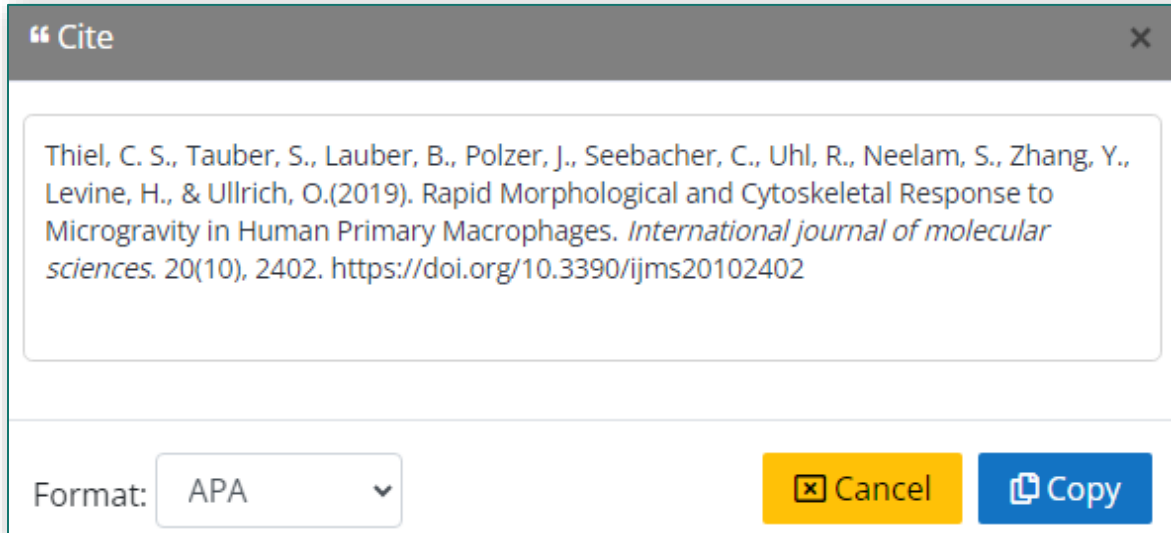 ❝ Cite ×
Thiel, C. S., Tauber, S., Lauber, B., Polzer, J., Seebacher, C., Uhl, R., Neelam, S., Zhang, Y.,
Levine, H., & Ullrich, O.(2019). Rapid Morphological and Cytoskeletal Response to
Microgravity in Human Primary Macrophages. International journal of molecular
sciences. 20(10), 2402. https://doi.org/10.3390/ijms20102402
Format: APA Cancel Copy